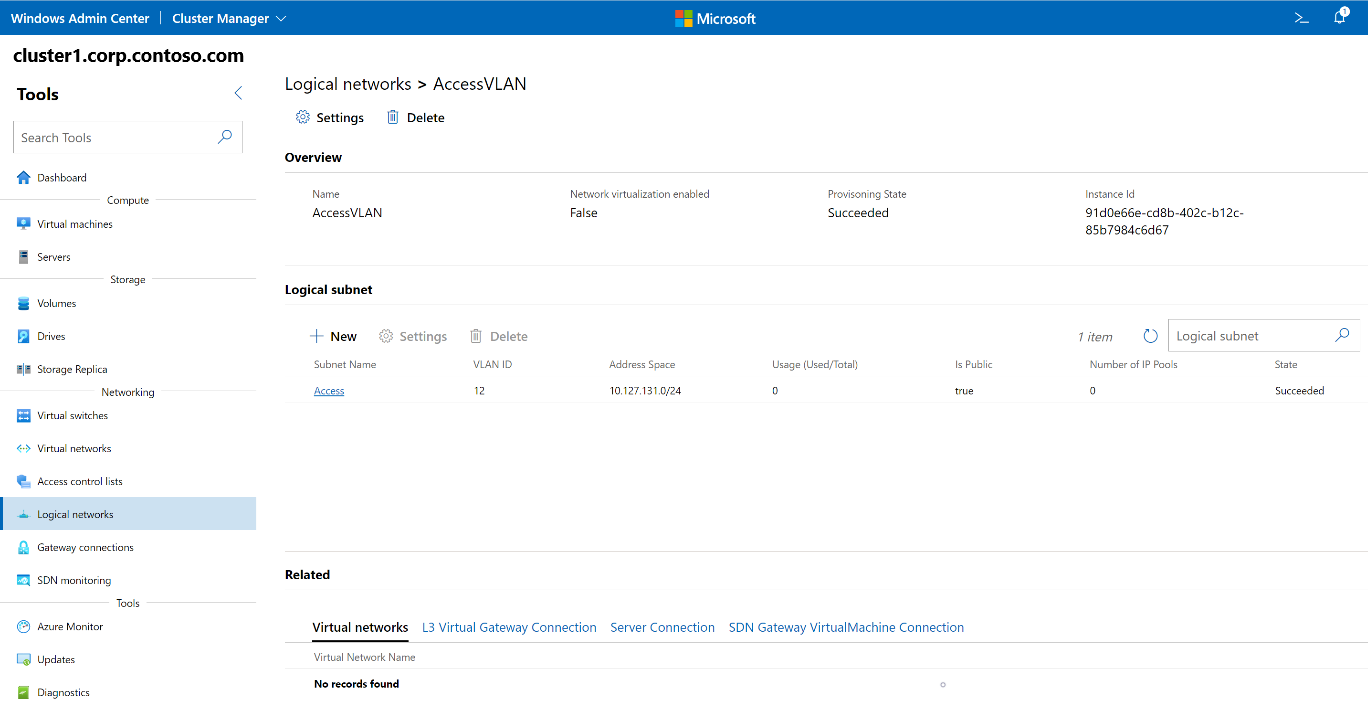 Windows Admin Center | Cluster Manager
Microsoft
1
cluster1.corp.contoso.com
Tools
Search Tools
Dashboard
Compute
Virtual machines
Servers
Storage
Volumes
Drives
Storage Replica
Networking
Virtual switches
Virtual networks
Access control lists
Logical networks
Gateway connections
SDN monitoring
Tools
Azure Monitor
Updates
Diagnostics
Logical networks > AccessVLAN
Settings Delete
Overview
Name Network virtualization enabled Provisioning State Instance Id
AccessVLAN False Succeeded 91d0e66e-cd8b-402c-b12c-
85b7984c6d67
Logical subnet
New Settings Delete 1 item Logical subnet
Subnet Name VLAN ID Address Space Usage (Used/Total) Is Public Number of IP Pools State
Access 12 10.127.131.0/24 0 true 0 Succeeded
Related
Virtual networks L3 Virtual Gateway Connection Server Connection SDN Gateway VirtualMachine Connection
Virtual Network Name
No records found